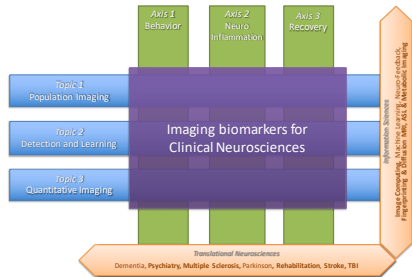 Axis 1
Behavior
Axis 2
Neuro
Inflammation
Axis 3
Recovery
Topic 1
Population Imaging
Topic 2
Detection and Learning
Topic 3
Quantitative Imaging
Imaging biomarkers for
Clinical Neurosciences
Information Sciences
Image Computing, Machine Learning, Neuro-Feedback,
Fingerprinting & Diffusion MRI, ASL & Metabolic Imaging
Translational Neurosciences
Dementia, Psychiatry, Multiple Sclerosis, Parkinson, Rehabilitation, Stroke, TBI